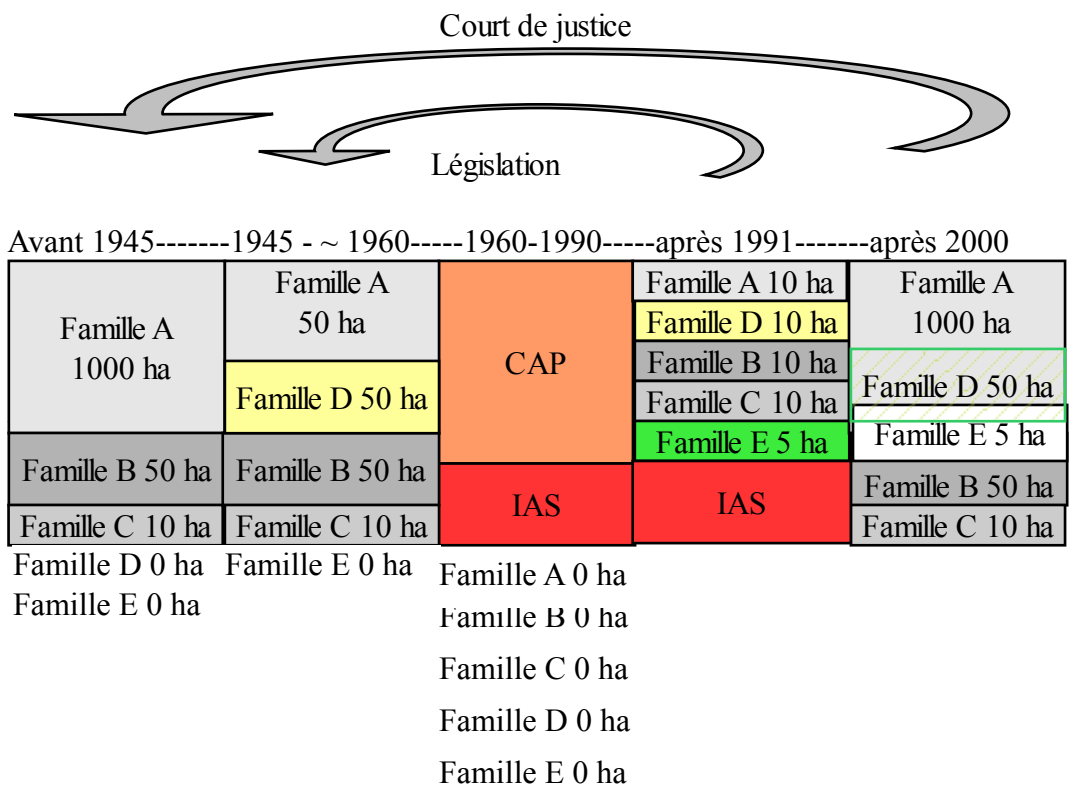 Court de justice
Législation
Avant 1945-------1945 - ~ 1960-----1960-1990-----après 1991-------après 2000
Famille A
1000 ha
Famille B 50 ha
Famille C 10 ha
Famille D 0 ha
Famille E 0 ha
Famille A
50 ha
Famille D 50 ha
Famille B 50 ha
Famille C 10 ha
Famille E 0 ha
CAP
IAS
Famille A 0 ha
Famille B 0 ha
Famille C 0 ha
Famille D 0 ha
Famille E 0 ha
Famille A 10 ha
Famille D 10 ha
Famille B 10 ha
Famille C 10 ha
Famille E 5 ha
IAS
Famille A
1000 ha
Famille D 50 ha
Famille E 5 ha
Famille B 50 ha
Famille C 10 ha